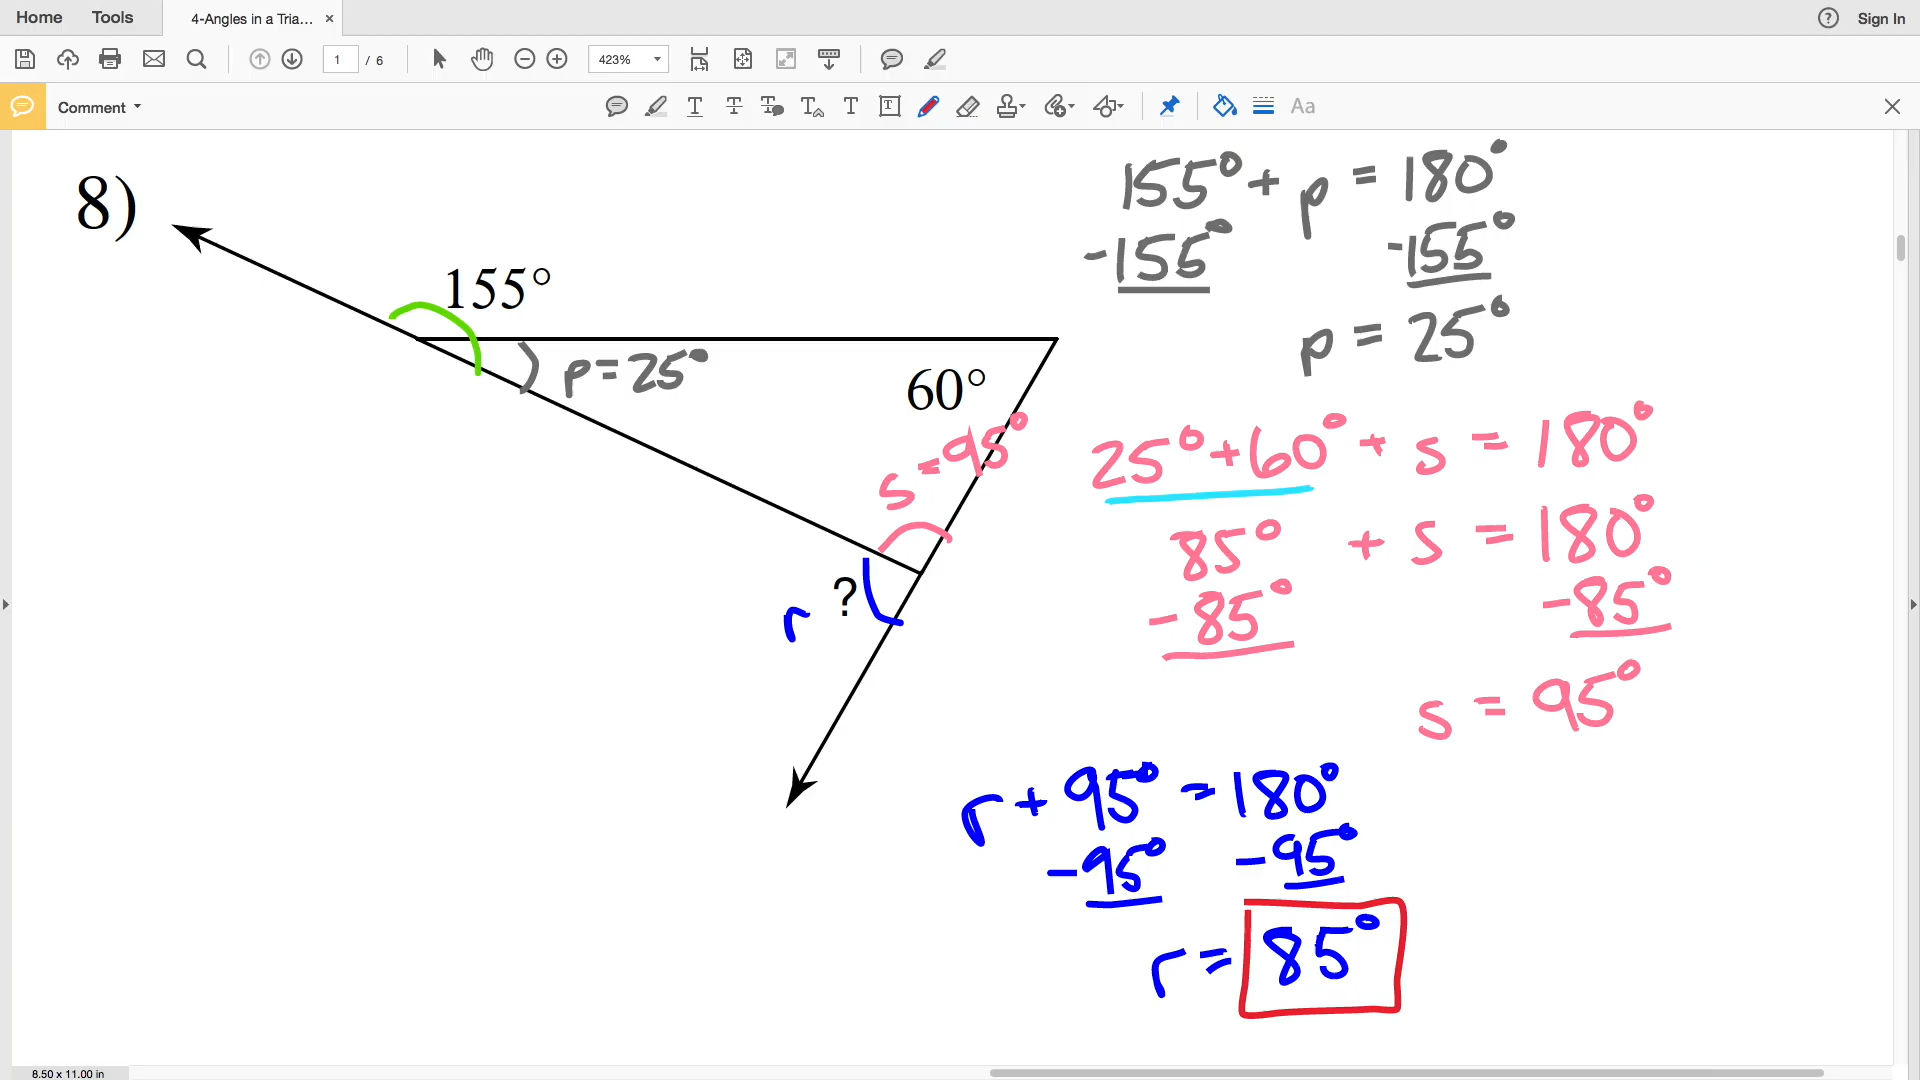 Home Tools 4-Angles in a Tria... × ? Sign In
1 / 6 423%
Comment Aa
8)
155°
p=25°
60°
s=95°
?
r
155°+ p = 180°
-155° -155°
p = 25°
25°+60° + s = 180°
85° + s = 180°
-85° -85°
s = 95°
r + 95° = 180°
-95° -95°
r = 85°
8.50 x 11.00 in